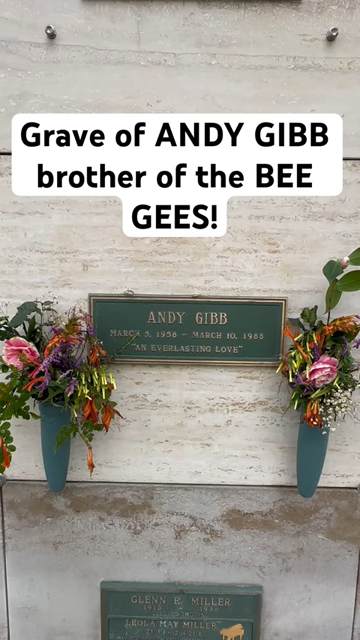 Grave of ANDY GIBB
brother of the BEE
GEES!
ANDY GIBB
MARCH 5, 1958 – MARCH 10, 1988
"AN EVERLASTING LOVE"
GLENN E. MILLER
LEOLA MAY MILLER